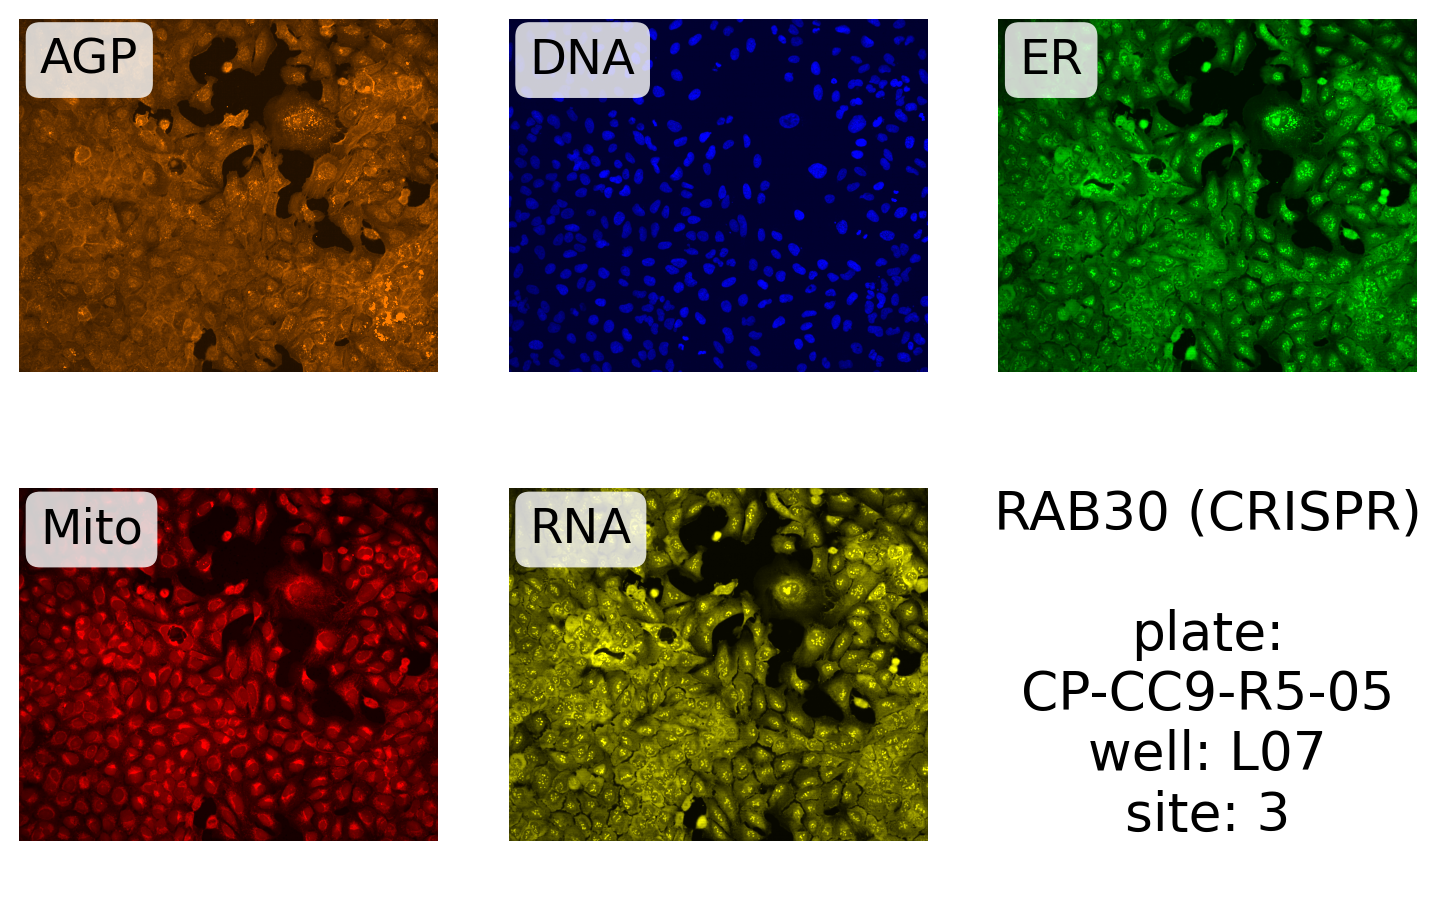 AGP
DNA
ER
Mito
RNA
RAB30 (CRISPR)
plate:
CP-CC9-R5-05
well: L07
site: 3